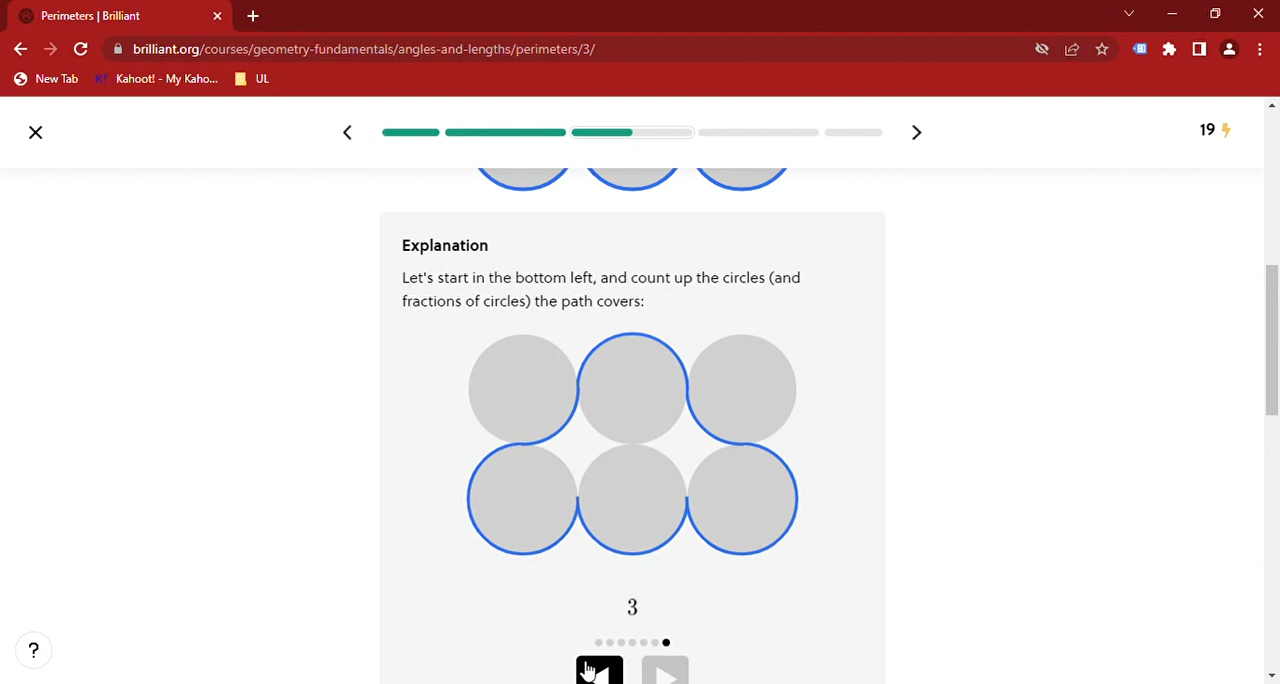 Perimeters | Brilliant
brilliant.org/courses/geometry-fundamentals/angles-and-lengths/perimeters/3/
New Tab K! Kahoot! - My Kaho... UL
19
Explanation
Let's start in the bottom left, and count up the circles (and
fractions of circles) the path covers:
3
?